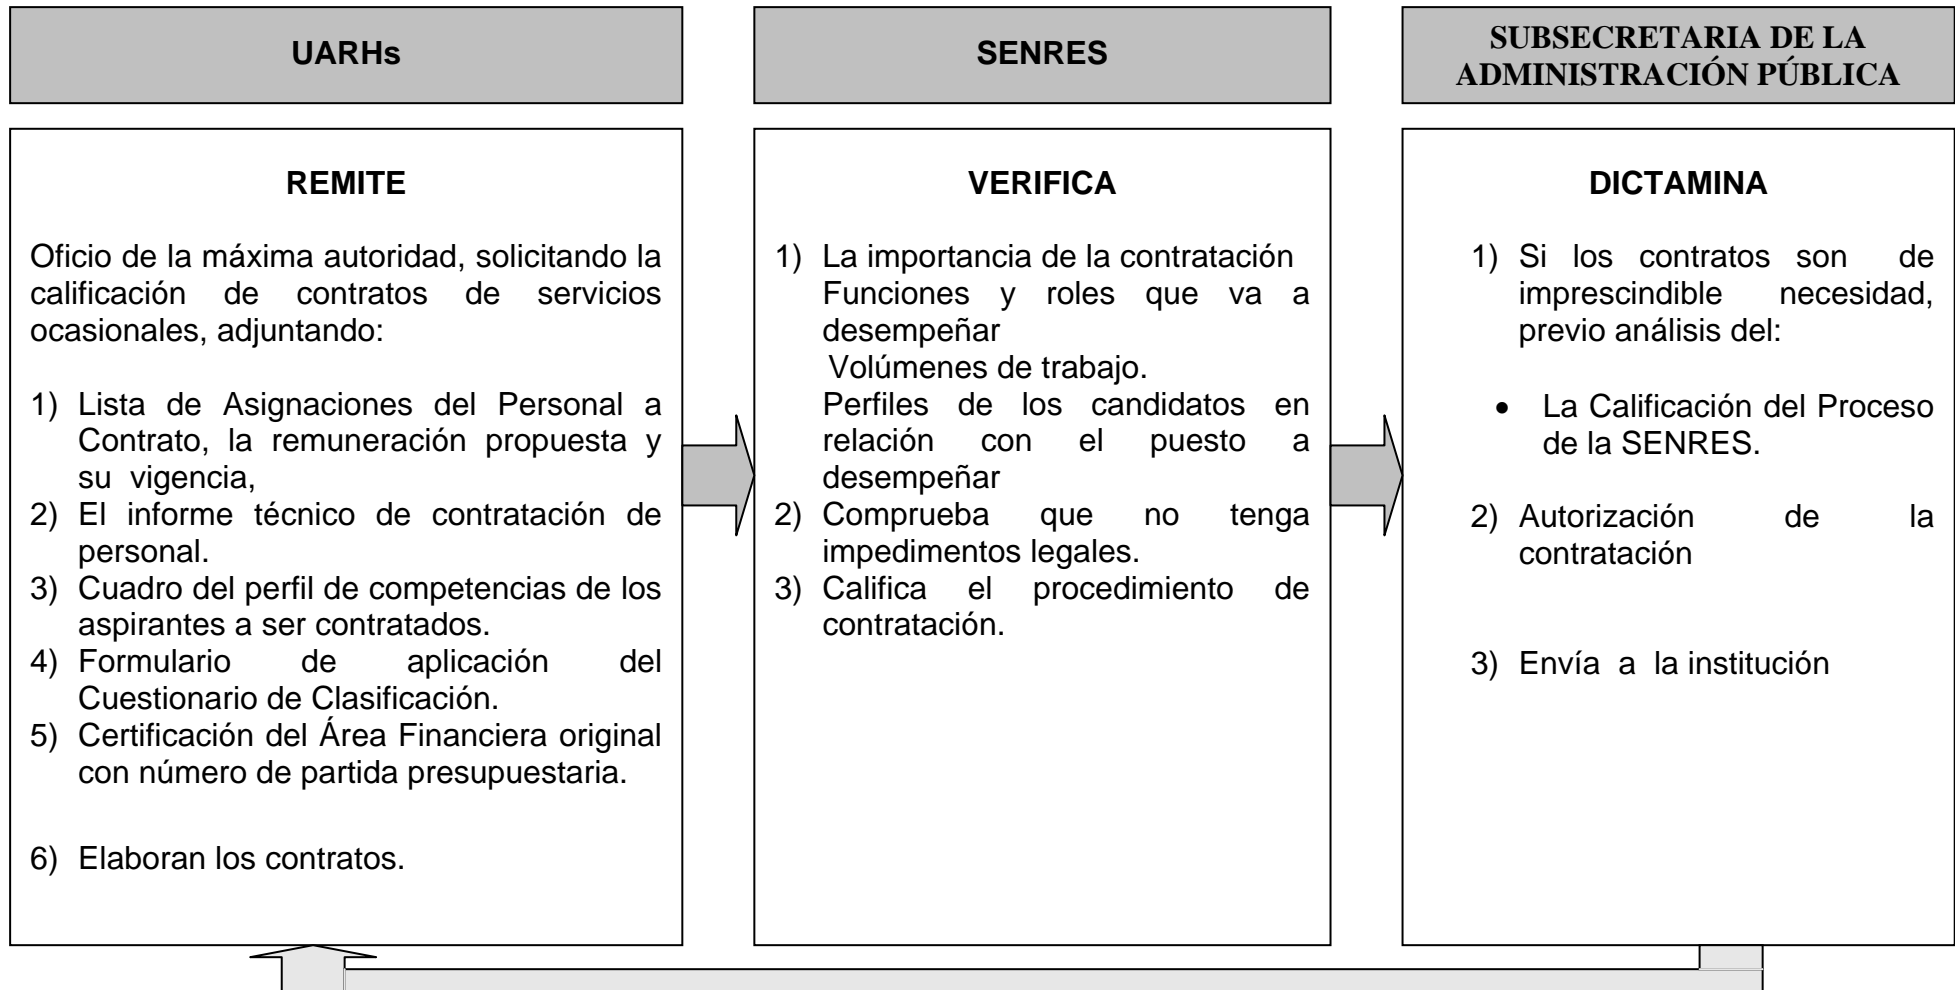 UARHs
REMITE
Oficio de la máxima autoridad, solicitando la
calificación de contratos de servicios
ocasionales, adjuntando:
1) Lista de Asignaciones del Personal a
Contrato, la remuneración propuesta y
su vigencia,
2) El informe técnico de contratación de
personal.
3) Cuadro del perfil de competencias de los
aspirantes a ser contratados.
4) Formulario de aplicación del
Cuestionario de Clasificación.
5) Certificación del Área Financiera original
con número de partida presupuestaria.
6) Elaboran los contratos.
SENRES
VERIFICA
1) La importancia de la contratación
Funciones y roles que va a
desempeñar
Volúmenes de trabajo.
Perfiles de los candidatos en
relación con el puesto a
desempeñar
2) Comprueba que no tenga
impedimentos legales.
3) Califica el procedimiento de
contratación.
SUBSECRETARIA DE LA
ADMINISTRACIÓN PÚBLICA
DICTAMINA
1) Si los contratos son de
imprescindible necesidad,
previo análisis del:
• La Calificación del Proceso
de la SENRES.
2) Autorización de la
contratación
3) Envía a la institución